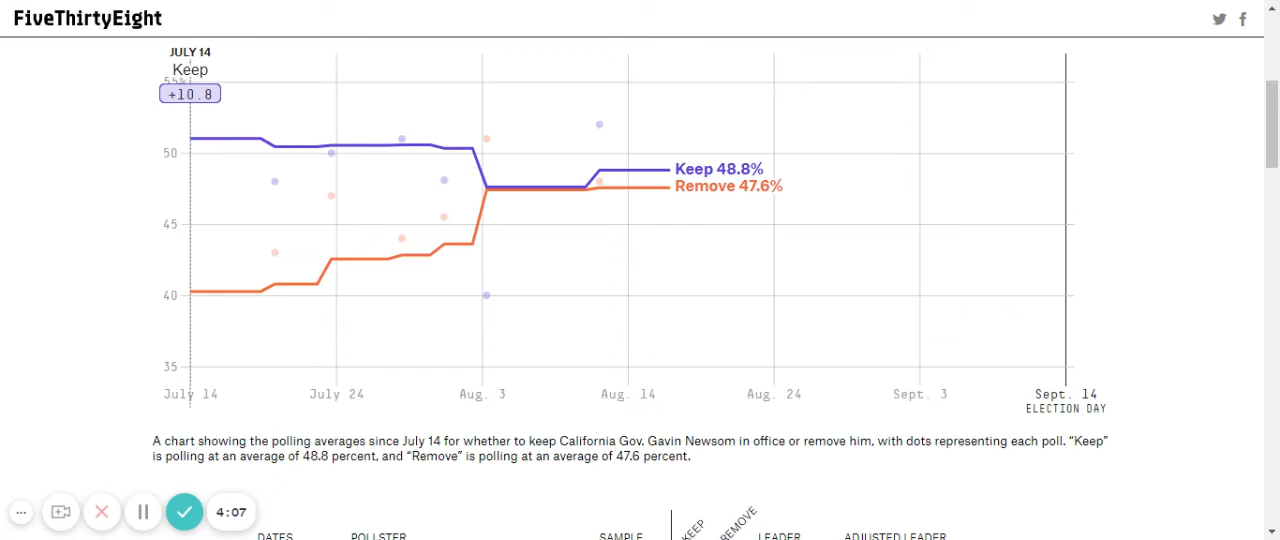 FiveThirtyEight
JULY 14
Keep
55%
+10.8
50
Keep 48.8%
Remove 47.6%
45
40
35
July 14 July 24 Aug. 3 Aug. 14 Aug. 24 Sept. 3 Sept. 14
ELECTION DAY
A chart showing the polling averages since July 14 for whether to keep California Gov. Gavin Newsom in office or remove him, with dots representing each poll. “Keep”
is polling at an average of 48.8 percent, and “Remove” is polling at an average of 47.6 percent.
4:07
DATES POLLSTER SAMPLE KEEP REMOVE LEADER ADJUSTED LEADER